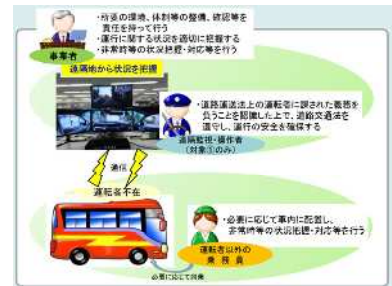 ・所要の環境、体制等の整備、確認等を
責任を持って行う
・運行に関する状況を適切に把握する
・非常時等の状況把握・対応等を行う
事業者
遠隔地から状況を把握
・道路運送法上の運転者に課された義務を
負うことを認識した上で、道路交通法を
遵守し、運行の安全を確保する
遠隔監視・操作者
(対象①のみ)
通信
運転者不在
・必要に応じて車内に配置し、
非常時等の状況把握・対応等を行う
運転者以外の
乗務員
必要に応じて